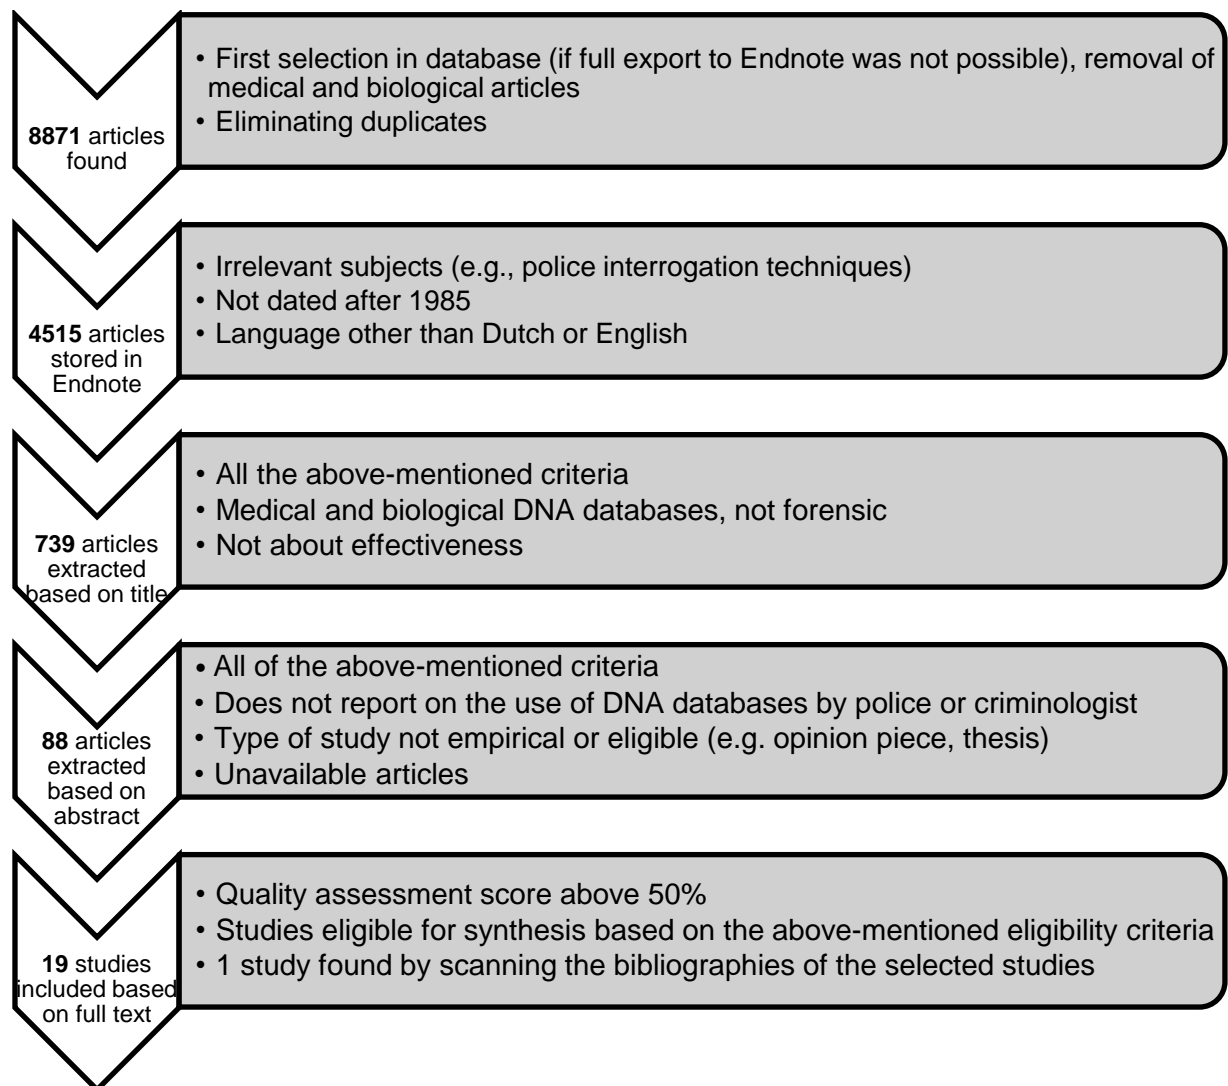 8871 articles
found
• First selection in database (if full export to Endnote was not possible), removal of
medical and biological articles
• Eliminating duplicates
4515 articles
stored in
Endnote
• Irrelevant subjects (e.g., police interrogation techniques)
• Not dated after 1985
• Language other than Dutch or English
739 articles
extracted
based on title
• All the above-mentioned criteria
• Medical and biological DNA databases, not forensic
• Not about effectiveness
88 articles
extracted
based on
abstract
• All of the above-mentioned criteria
• Does not report on the use of DNA databases by police or criminologist
• Type of study not empirical or eligible (e.g. opinion piece, thesis)
• Unavailable articles
19 studies
included based
on full text
• Quality assessment score above 50%
• Studies eligible for synthesis based on the above-mentioned eligibility criteria
• 1 study found by scanning the bibliographies of the selected studies